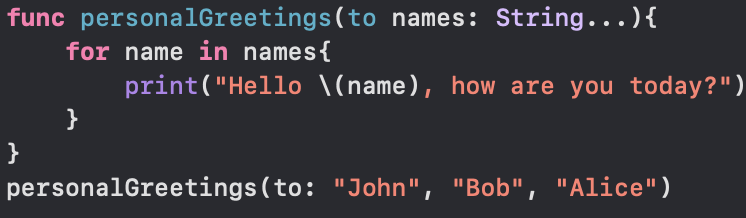 func personalGreetings(to names: String...){
    for name in names{
        print("Hello \(name), how are you today?")
    }
}
personalGreetings(to: "John", "Bob", "Alice")